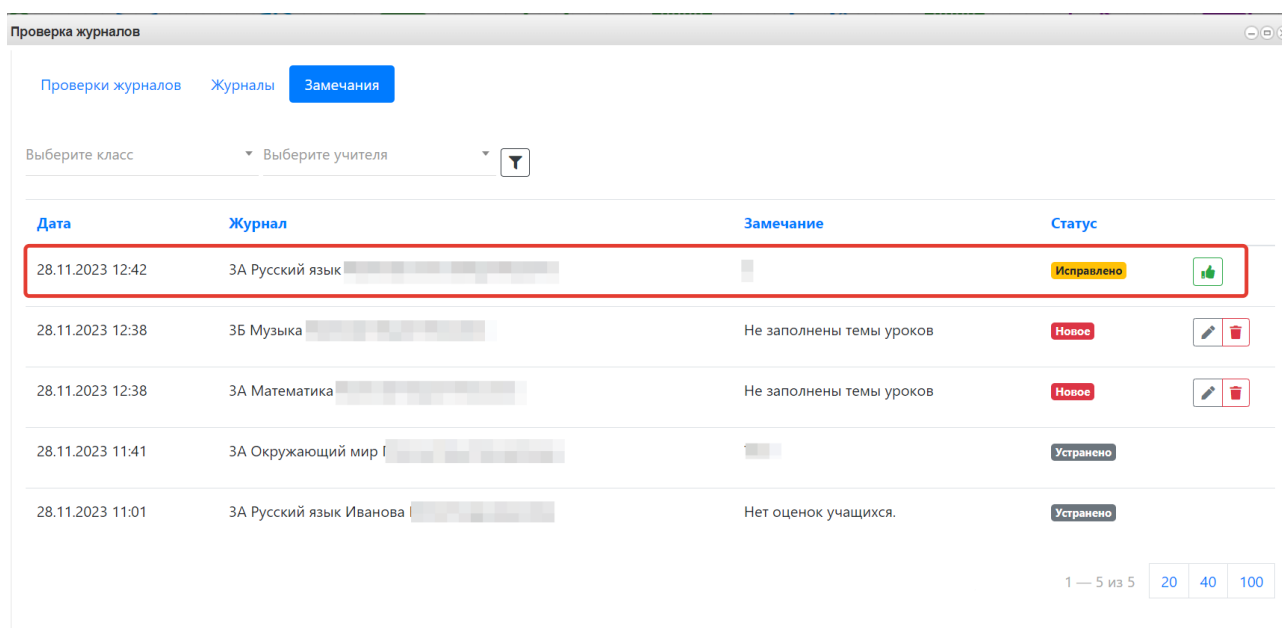 Проверка журналов
Проверки журналов Журналы Замечания
Выберите класс Выберите учителя
Дата Журнал Замечание Статус
28.11.2023 12:42 3А Русский язык Исправлено
28.11.2023 12:38 3Б Музыка Не заполнены темы уроков Новое
28.11.2023 12:38 3А Математика Не заполнены темы уроков Новое
28.11.2023 11:41 3А Окружающий мир Устранено
28.11.2023 11:01 3А Русский язык Иванова Нет оценок учащихся. Устранено
1 — 5 из 5 20 40 100